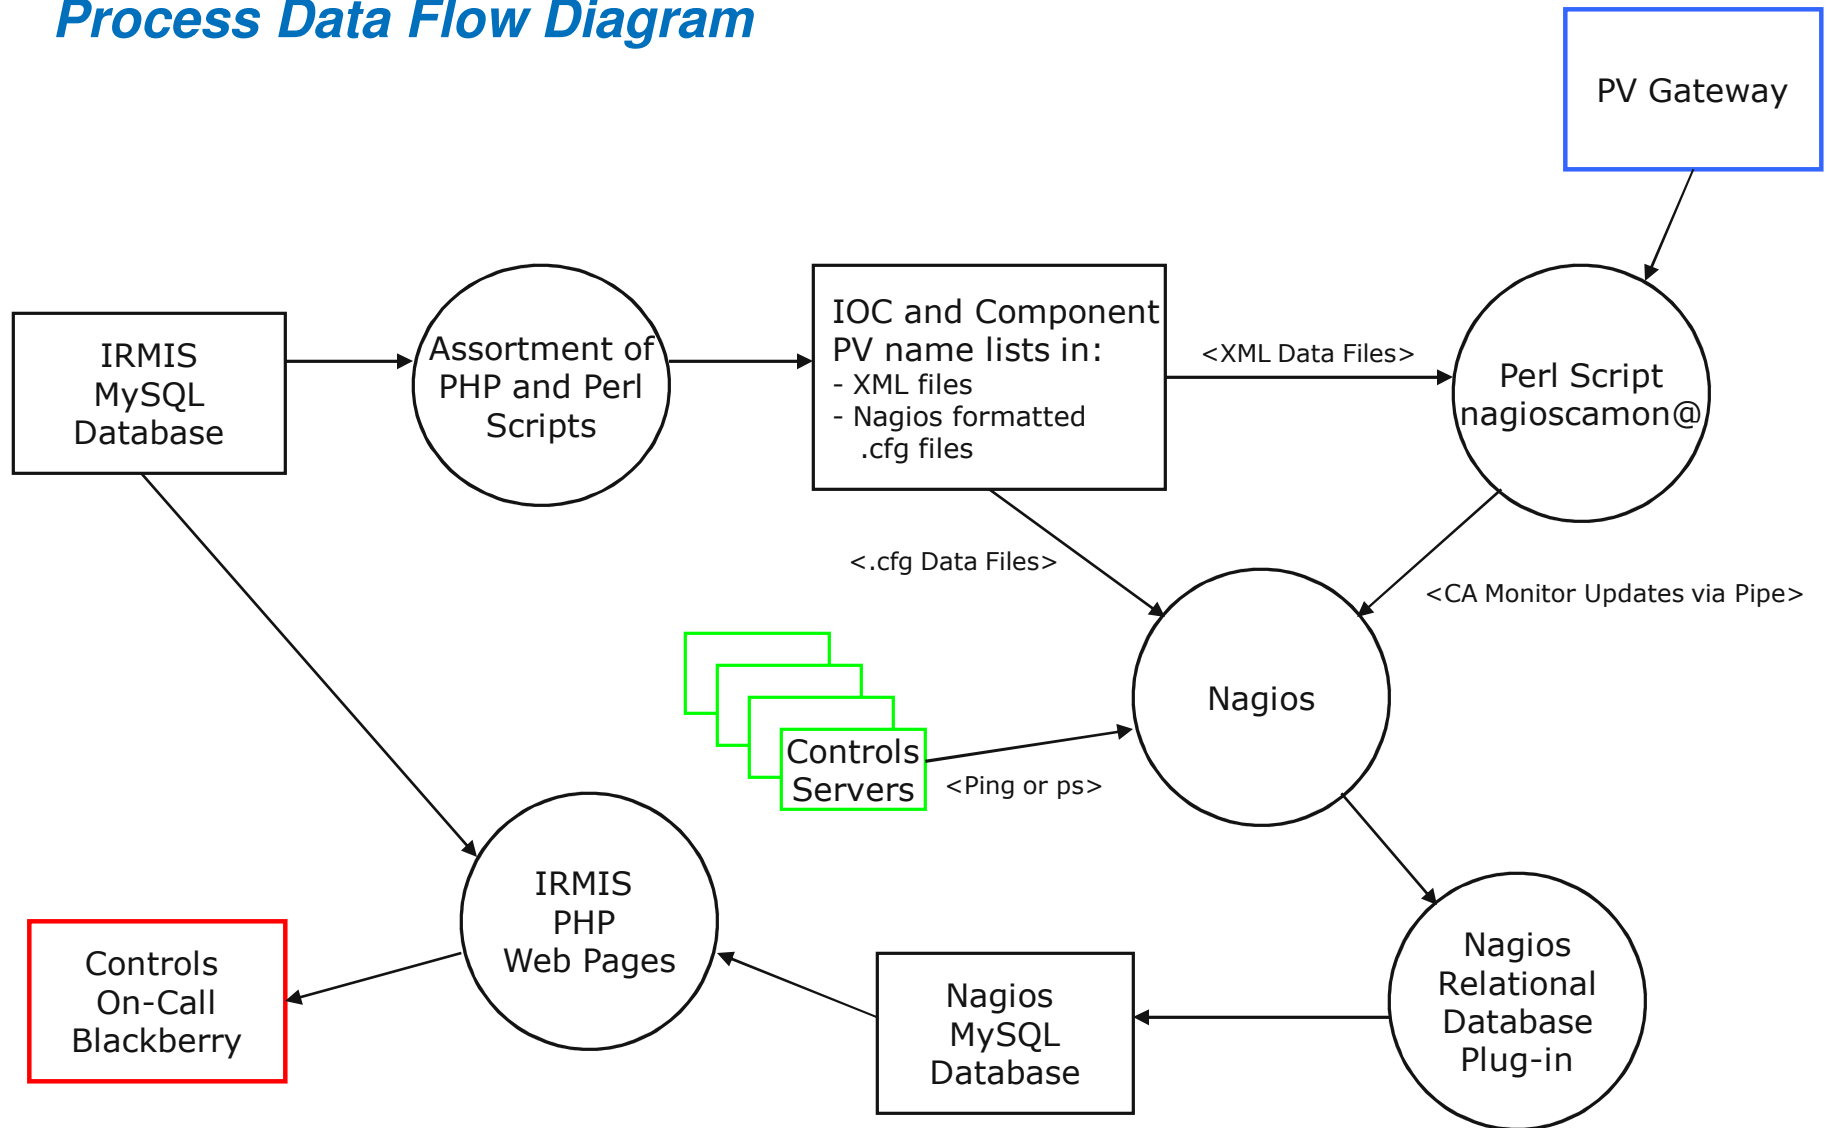 Process Data Flow Diagram
PV Gateway
IRMIS
MySQL
Database
Assortment of
PHP and Perl
Scripts
IOC and Component
PV name lists in:
- XML files
- Nagios formatted
.cfg files
<XML Data Files>
Perl Script
nagioscamon@
<.cfg Data Files>
<CA Monitor Updates via Pipe>
Nagios
Controls
Servers
<Ping or ps>
IRMIS
PHP
Web Pages
Controls
On-Call
Blackberry
Nagios
MySQL
Database
Nagios
Relational
Database
Plug-in